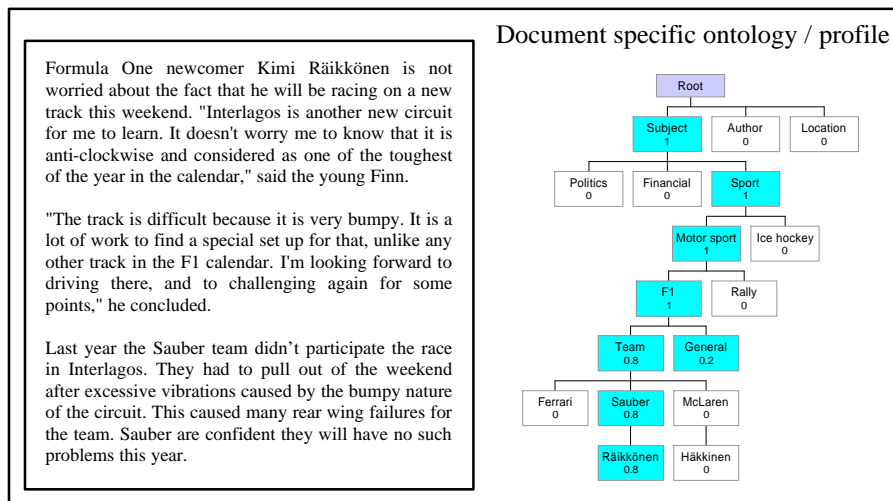 Document specific ontology / profile
Formula One newcomer Kimi Räikkönen is not
worried about the fact that he will be racing on a new
track this weekend. "Interlagos is another new circuit
for me to learn. It doesn't worry me to know that it is
anti-clockwise and considered as one of the toughest
of the year in the calendar," said the young Finn.
"The track is difficult because it is very bumpy. It is a
lot of work to find a special set up for that, unlike any
other track in the F1 calendar. I'm looking forward to
driving there, and to challenging again for some
points," he concluded.
Last year the Sauber team didn’t participate the race
in Interlagos. They had to pull out of the weekend
after excessive vibrations caused by the bumpy nature
of the circuit. This caused many rear wing failures for
the team. Sauber are confident they will have no such
problems this year.
Root
Subject Author Location
1 0 0
Politics Financial Sport
0 0 1
Motor sport Ice hockey
1 0
F1 Rally
1 0
Team General
0.8 0.2
Ferrari Sauber McLaren
0 0.8 0
Räikkönen Häkkinen
0.8 0